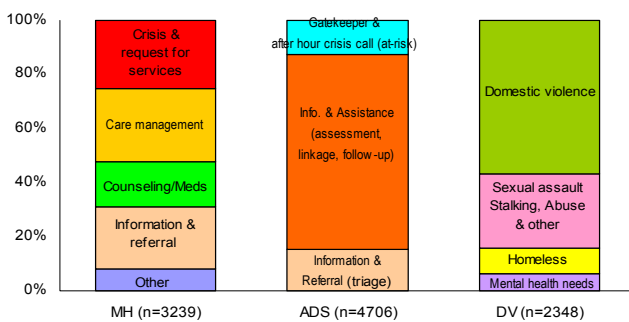 100%
80%
60%
40%
20%
0%
Crisis &
request for
services
Care management
Counseling/Meds
Information &
referral
Other
Gatekeeper &
after hour crisis call (at-risk)
Info. & Assistance
(assessment,
linkage, follow-up)
Information &
Referral (triage)
Domestic violence
Sexual assault
Stalking, Abuse
& other
Homeless
Mental health needs
MH (n=3239)
ADS (n=4706)
DV (n=2348)